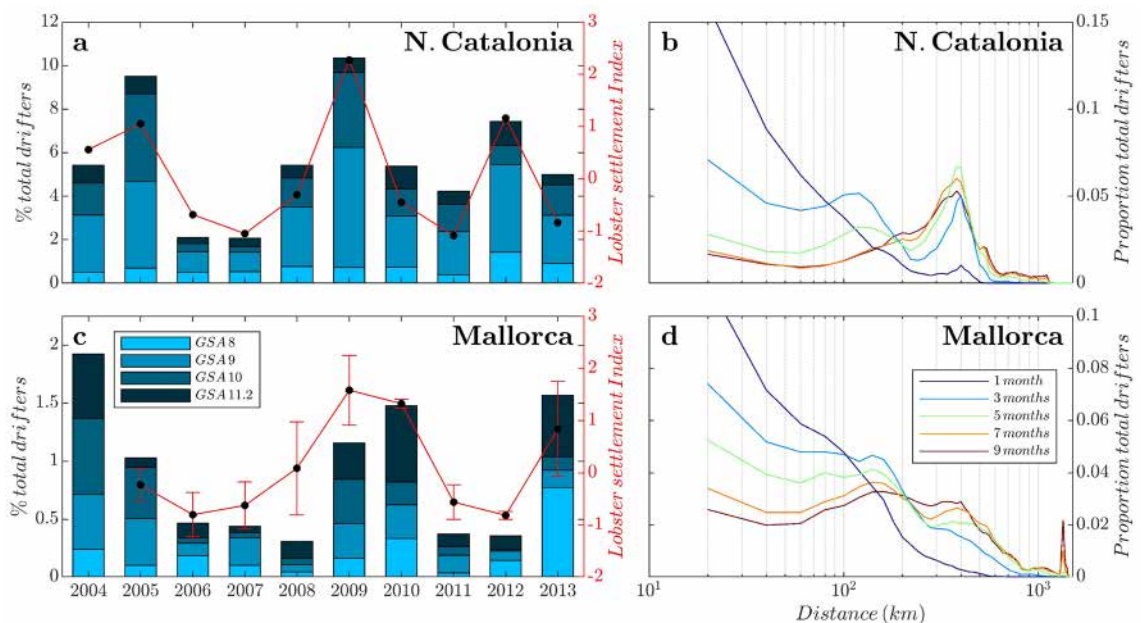 a
N. Catalonia
% total drifters
12
10
8
6
4
2
0
3
2
1
0
-1
-2
Lobster settlement Index
b
N. Catalonia
0.15
0.1
0.05
0
Proportion total drifters
c
Mallorca
GSA 8
GSA 9
GSA 10
GSA 11.2
% total drifters
2
1.5
1
0.5
0
3
2
1
0
-1
-2
Lobster settlement Index
2004 2005 2006 2007 2008 2009 2010 2011 2012 2013
d
Mallorca
1 month
3 months
5 months
7 months
9 months
0.1
0.08
0.06
0.04
0.02
0
Proportion total drifters
10¹ 10² 10³
Distance (km)